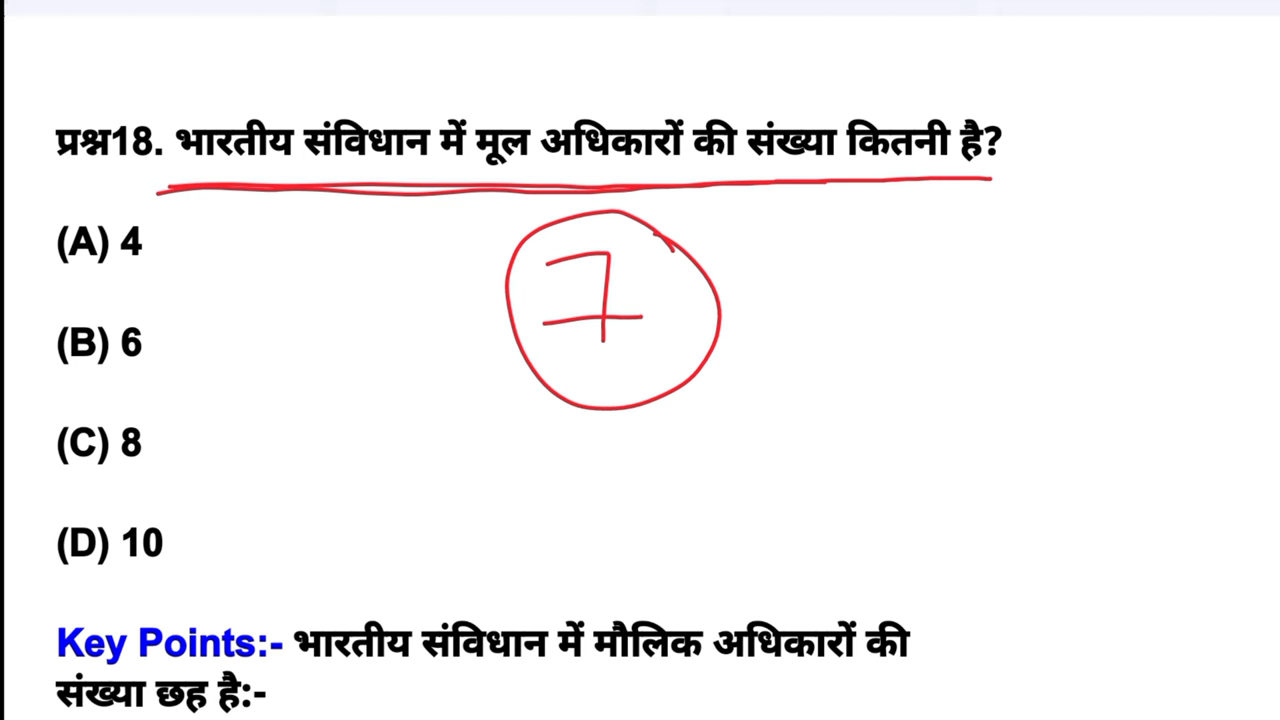 प्रश्न18. भारतीय संविधान में मूल अधिकारों की संख्या कितनी है?
(A) 4
7
(B) 6
(C) 8
(D) 10
Key Points:- भारतीय संविधान में मौलिक अधिकारों की
संख्या छह है:-